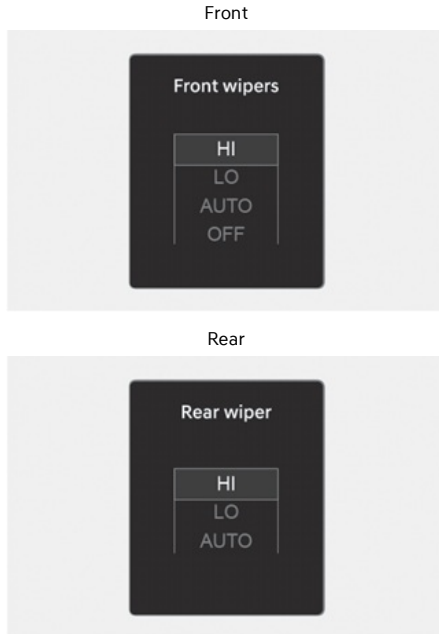 Front
Front wipers
HI
LO
AUTO
OFF
Rear
Rear wiper
HI
LO
AUTO